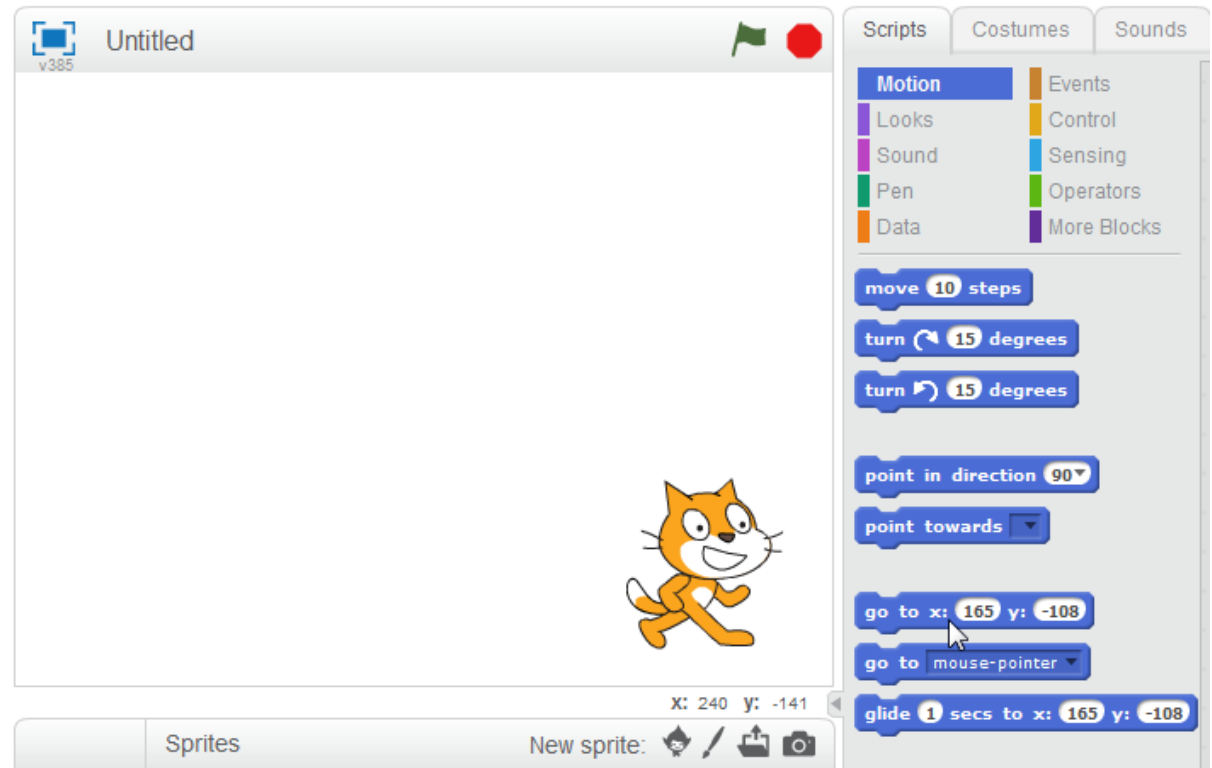 Untitled
v385
Scripts Costumes Sounds
Motion Events
Looks Control
Sound Sensing
Pen Operators
Data More Blocks
move 10 steps
turn 15 degrees
turn 15 degrees
point in direction 90
point towards
go to x: 165 y: -108
go to mouse-pointer
glide 1 secs to x: 165 y: -108
x: 240 y: -141
Sprites New sprite: